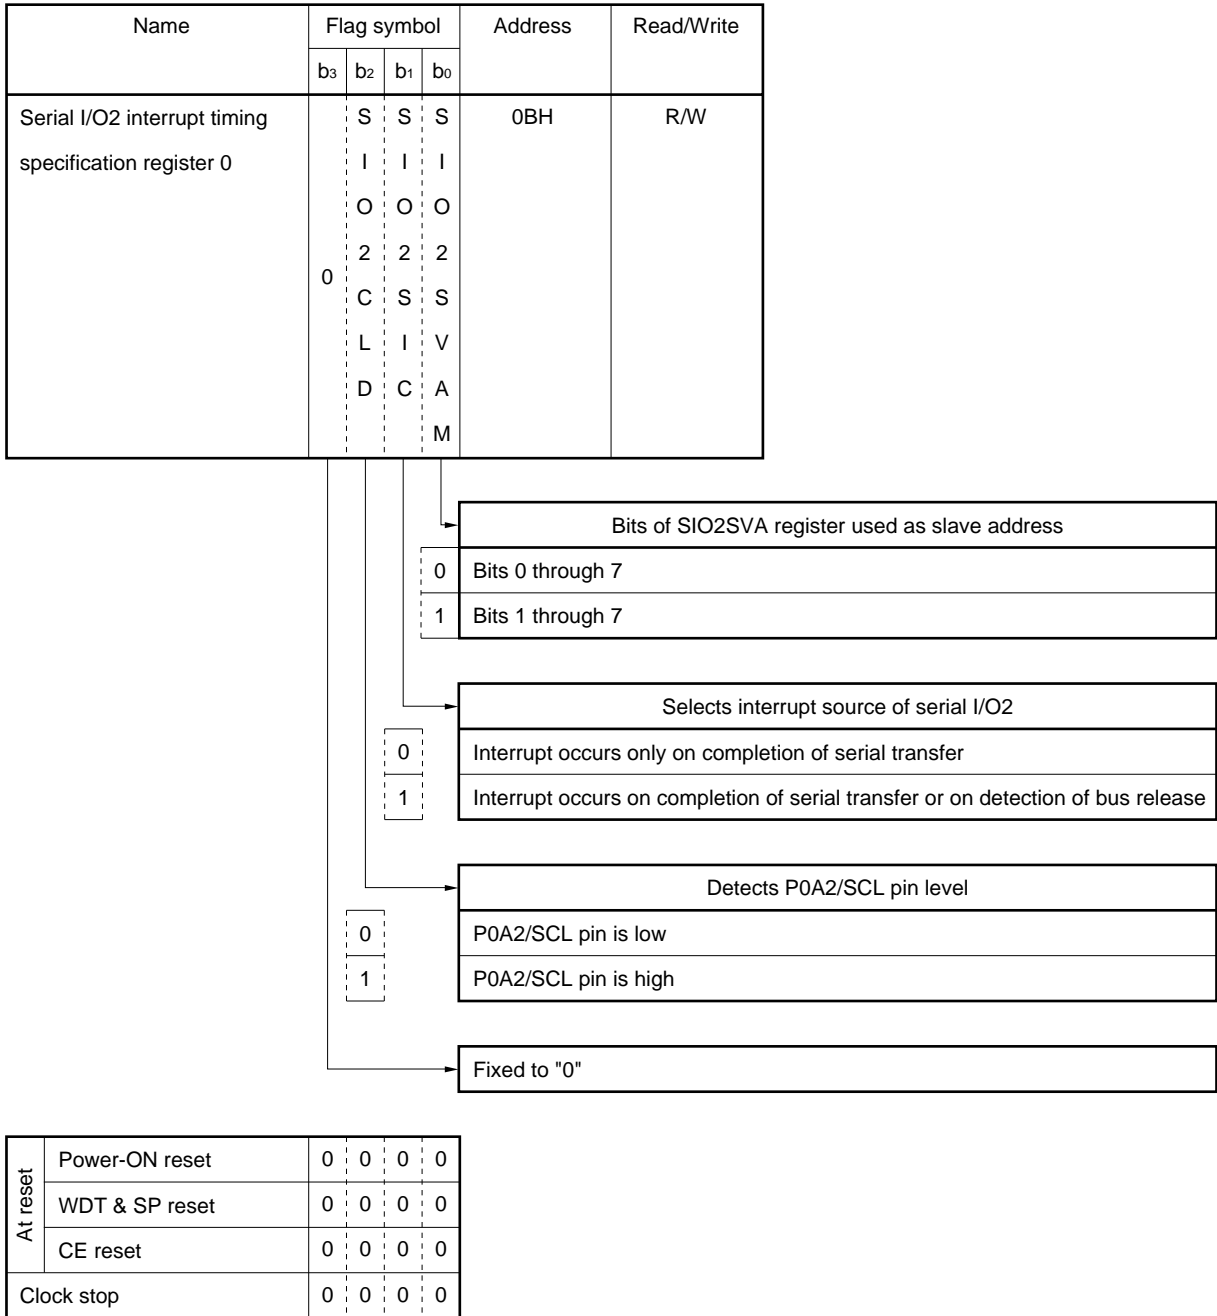 Name Flag symbol Address Read/Write
b3 b2 b1 b0
Serial I/O2 interrupt timing
specification register 0
0
SIO2CLD
SIO2SIC
SIO2SVAM
0BH R/W
Bits of SIO2SVA register used as slave address
0 Bits 0 through 7
1 Bits 1 through 7
Selects interrupt source of serial I/O2
0 Interrupt occurs only on completion of serial transfer
1 Interrupt occurs on completion of serial transfer or on detection of bus release
Detects P0A2/SCL pin level
0 P0A2/SCL pin is low
1 P0A2/SCL pin is high
Fixed to "0"
At reset
Power-ON reset 0 0 0 0
WDT & SP reset 0 0 0 0
CE reset 0 0 0 0
Clock stop 0 0 0 0